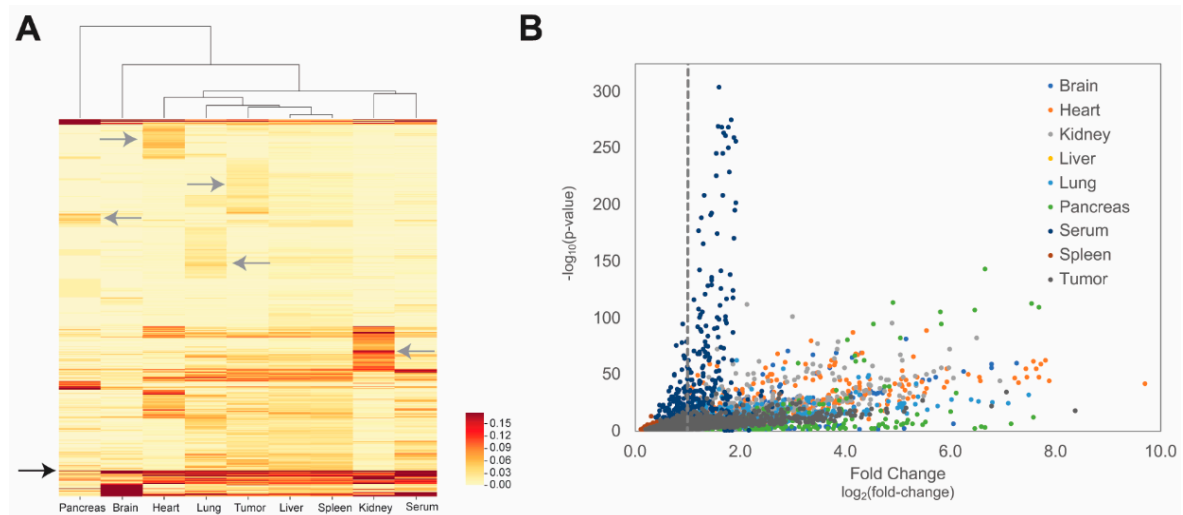 A
0.15
0.12
0.09
0.06
0.03
0.00
Pancreas Brain Heart Lung Tumor Liver Spleen Kidney Serum
B
300
250
200
150
100
50
0
-log10(p-value)
Brain
Heart
Kidney
Liver
Lung
Pancreas
Serum
Spleen
Tumor
0.0 2.0 4.0 6.0 8.0 10.0
Fold Change
log2(fold-change)